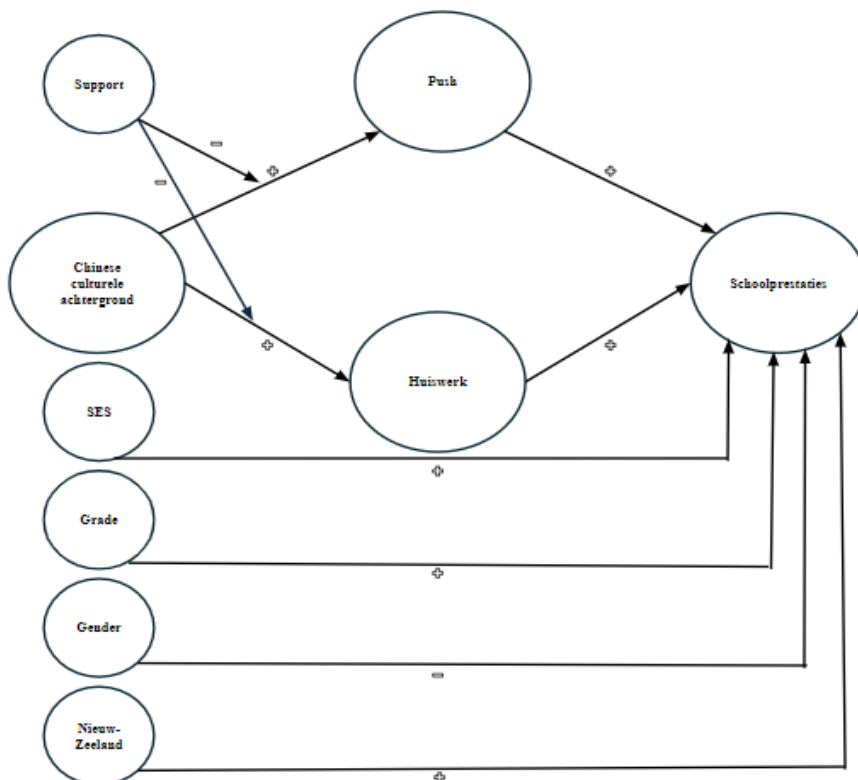 Support
Push
−
+
−
Chinese
culturele
achtergrond
+
Schoolprestaties
+
+
Huiswerk
SES
+
Grade
+
Gender
−
Nieuw-
Zeeland
+